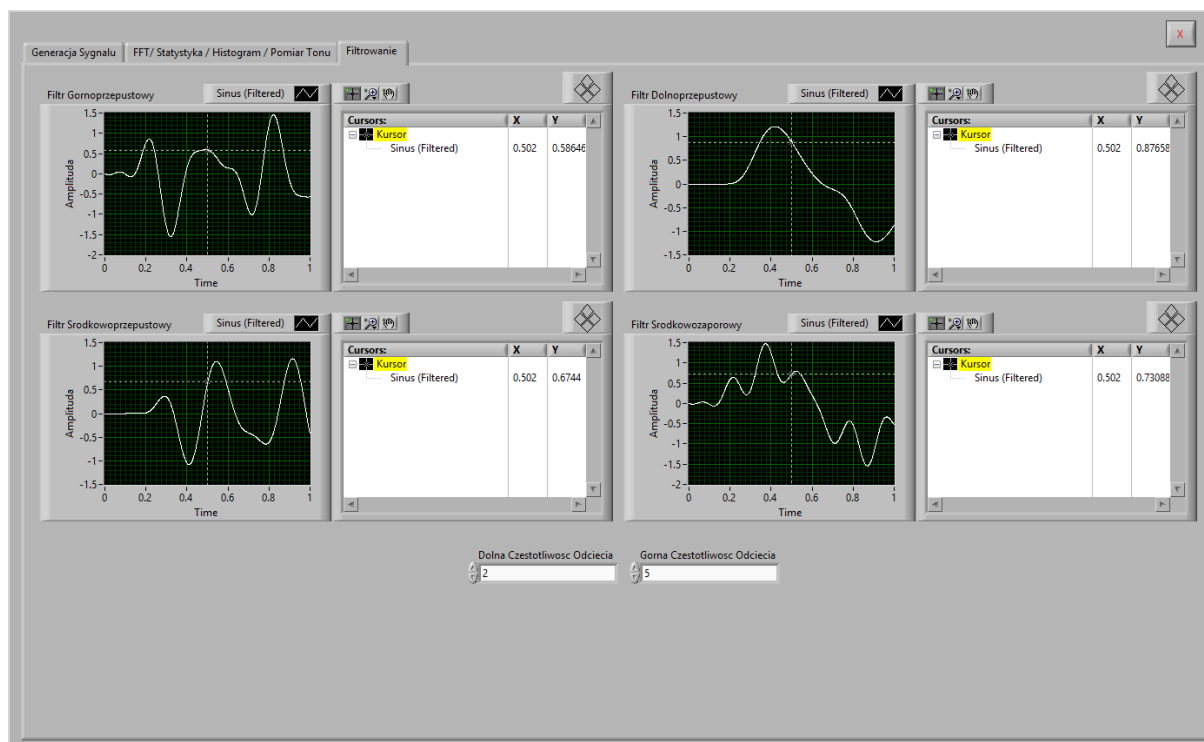 X
Generacja Sygnalu
FFT/ Statystyka / Histogram / Pomiar Tonu
Filtrowanie
Filtr Gornoprzepustowy
Sinus (Filtered)
Amplituda
1.5
1
0.5
0
-0.5
-1
-1.5
-2
0 0.2 0.4 0.6 0.8 1
Time
Cursors: X Y
Kursor
Sinus (Filtered) 0.502 0.58646
Filtr Dolnoprzepustowy
Sinus (Filtered)
Amplituda
1.5
1
0.5
0
-0.5
-1
-1.5
0 0.2 0.4 0.6 0.8 1
Time
Cursors: X Y
Kursor
Sinus (Filtered) 0.502 0.87658
Filtr Srodkowoprzepustowy
Sinus (Filtered)
Amplituda
1.5
1
0.5
0
-0.5
-1
-1.5
0 0.2 0.4 0.6 0.8 1
Time
Cursors: X Y
Kursor
Sinus (Filtered) 0.502 0.6744
Filtr Srodkowozaporowy
Sinus (Filtered)
Amplituda
1.5
1
0.5
0
-0.5
-1
-1.5
-2
0 0.2 0.4 0.6 0.8 1
Time
Cursors: X Y
Kursor
Sinus (Filtered) 0.502 0.73088
Dolna Czestotliwosc Odciecia
2
Gorna Czestotliwosc Odciecia
5